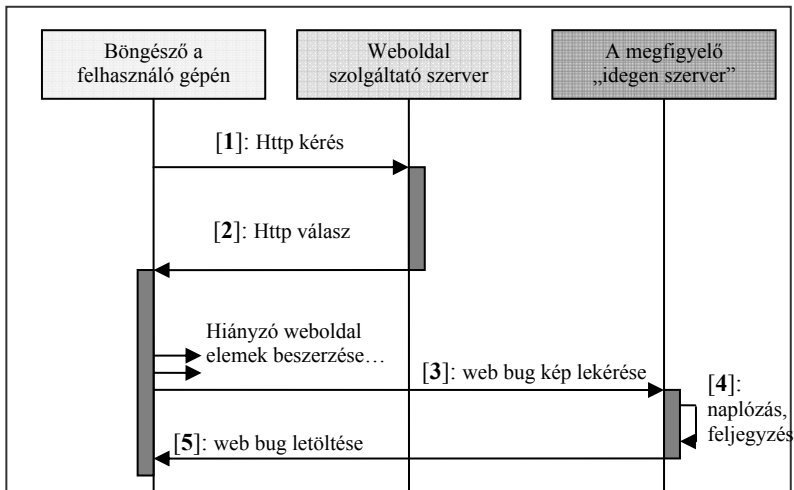 Böngésző a
felhasználó gépén
Weboldal
szolgáltató szerver
A megfigyelő
„idegen szerver”
[1]: Http kérés
[2]: Http válasz
Hiányzó weboldal
elemek beszerzése…
[3]: web bug kép lekérése
[4]:
naplózás,
feljegyzés
[5]: web bug letöltése